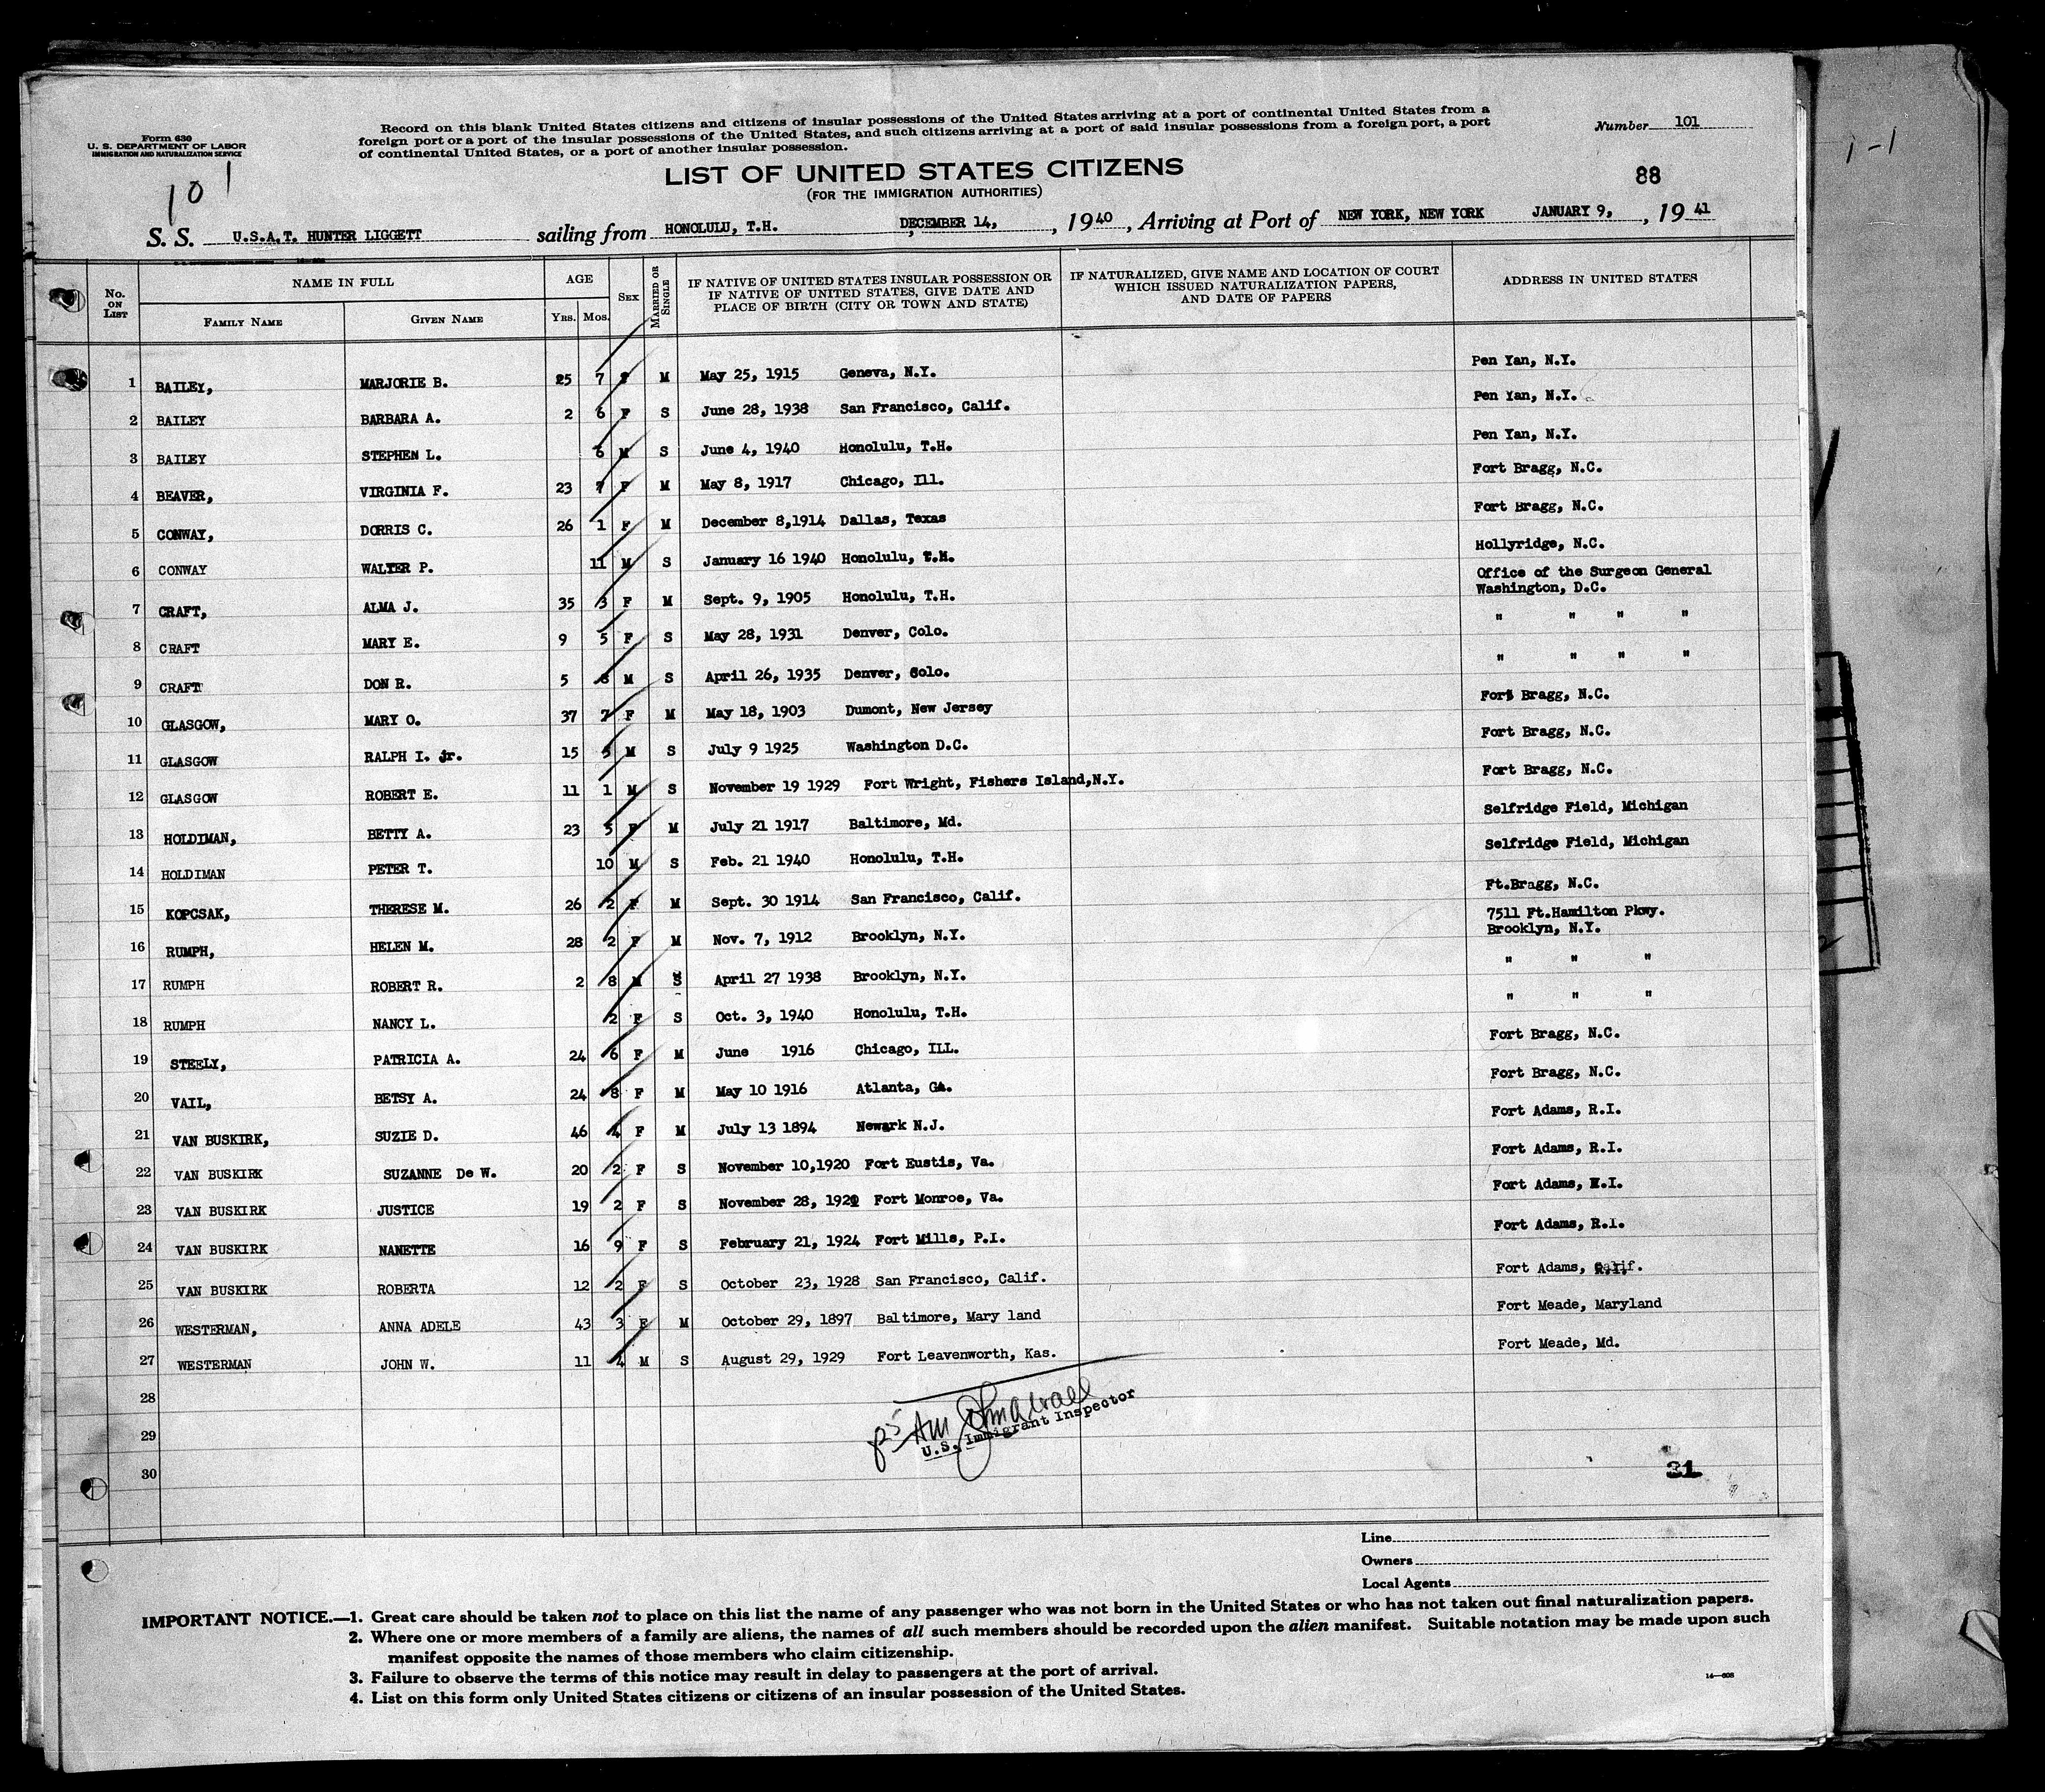 Form 630
U. S. DEPARTMENT OF LABOR
IMMIGRATION AND NATURALIZATION SERVICE
Record on this blank United States citizens and citizens of insular possessions of the United States arriving at a port of continental United States from a
foreign port or a port of the insular possessions of the United States, and such citizens arriving at a port of said insular possessions from a foreign port, a port
of continental United States, or a port of another insular possession.
Number 101
1-1
101
LIST OF UNITED STATES CITIZENS
(FOR THE IMMIGRATION AUTHORITIES)
88
S. S. U.S.A.T. HUNTER LIGGETT sailing from HONOLULU, T.H. DECEMBER 14, , 1940 , Arriving at Port of NEW YORK, NEW YORK JANUARY 9, , 1941
No. ON LIST NAME IN FULL AGE SEX MARRIED OR SINGLE IF NATIVE OF UNITED STATES INSULAR POSSESSION OR IF NATIVE OF UNITED STATES, GIVE DATE AND PLACE OF BIRTH (CITY OR TOWN AND STATE) IF NATURALIZED, GIVE NAME AND LOCATION OF COURT WHICH ISSUED NATURALIZATION PAPERS, AND DATE OF PAPERS ADDRESS IN UNITED STATES
FAMILY NAME GIVEN NAME YRS. MOS.
1 BAILEY, MARJORIE B. 25 7 M May 25, 1915 Geneva, N.Y. Pen Yan, N.Y.
2 BAILEY BARBARA A. 2 6 F S June 28, 1938 San Francisco, Calif. Pen Yan, N.Y.
3 BAILEY STEPHEN L. 6 M S June 4, 1940 Honolulu, T.H. Pen Yan, N.Y.
4 BEAVER, VIRGINIA F. 23 7 F M May 8, 1917 Chicago, Ill. Fort Bragg, N.C.
5 CONWAY, DORRIS C. 26 1 F M December 8,1914 Dallas, Texas Fort Bragg, N.C.
6 CONWAY WALTER P. 11 M S January 16 1940 Honolulu, T.H. Hollyridge, N.C.
7 CRAFT, ALMA J. 35 3 F M Sept. 9, 1905 Honolulu, T.H. Office of the Surgeon General Washington, D.C.
8 CRAFT MARY E. 9 5 F S May 28, 1931 Denver, Colo. " " " "
9 CRAFT DON R. 5 8 M S April 26, 1935 Denver, Colo. " " " "
10 GLASGOW, MARY O. 37 7 F M May 18, 1903 Dumont, New Jersey Fort Bragg, N.C.
11 GLASGOW RALPH I. jr. 15 5 M S July 9 1925 Washington D.C. Fort Bragg, N.C.
12 GLASGOW ROBERT E. 11 1 M S November 19 1929 Fort Wright, Fishers Island,N.Y. Fort Bragg, N.C.
13 HOLDIMAN, BETTY A. 23 5 F M July 21 1917 Baltimore, Md. Selfridge Field, Michigan
14 HOLDIMAN PETER T. 10 M S Feb. 21 1940 Honolulu, T.H. Selfridge Field, Michigan
15 KOPCSAK, THERESE M. 26 2 F M Sept. 30 1914 San Francisco, Calif. Ft.Bragg, N.C.
16 RUMPH, HELEN M. 28 2 F M Nov. 7, 1912 Brooklyn, N.Y. 7511 Ft.Hamilton Pkwy. Brooklyn, N.Y.
17 RUMPH ROBERT R. 2 8 M S April 27 1938 Brooklyn, N.Y. " " "
18 RUMPH NANCY L. 2 F S Oct. 3, 1940 Honolulu, T.H. " " "
19 STEELY, PATRICIA A. 24 6 F M June 1916 Chicago, ILL. Fort Bragg, N.C.
20 VAIL, BETSY A. 24 8 F M May 10 1916 Atlanta, GA. Fort Bragg, N.C.
21 VAN BUSKIRK, SUZIE D. 46 4 F M July 13 1894 Newark N.J. Fort Adams, R.I.
22 VAN BUSKIRK SUZANNE De W. 20 2 F S November 10,1920 Fort Eustis, Va. Fort Adams, R.I.
23 VAN BUSKIRK JUSTICE 19 2 F S November 28, 1921 Fort Monroe, Va. Fort Adams, R.I.
24 VAN BUSKIRK NANETTE 16 9 F S February 21, 1924 Fort Mills, P.I. Fort Adams, R.I.
25 VAN BUSKIRK ROBERTA 12 2 F S October 23, 1928 San Francisco, Calif. Fort Adams, R.I.
26 WESTERMAN, ANNA ADELE 43 3 F M October 29, 1897 Baltimore, Mary land Fort Meade, Maryland
27 WESTERMAN JOHN W. 11 4 M S August 29, 1929 Fort Leavenworth, Kas. Fort Meade, Md.
28
29
30
U.S. Immigrant Inspector
21
Line
Owners
Local Agents
IMPORTANT NOTICE.—1. Great care should be taken not to place on this list the name of any passenger who was not born in the United States or who has not taken out final naturalization papers.
2. Where one or more members of a family are aliens, the names of all such members should be recorded upon the alien manifest. Suitable notation may be made upon such
manifest opposite the names of those members who claim citizenship.
3. Failure to observe the terms of this notice may result in delay to passengers at the port of arrival.
4. List on this form only United States citizens or citizens of an insular possession of the United States.
14—608